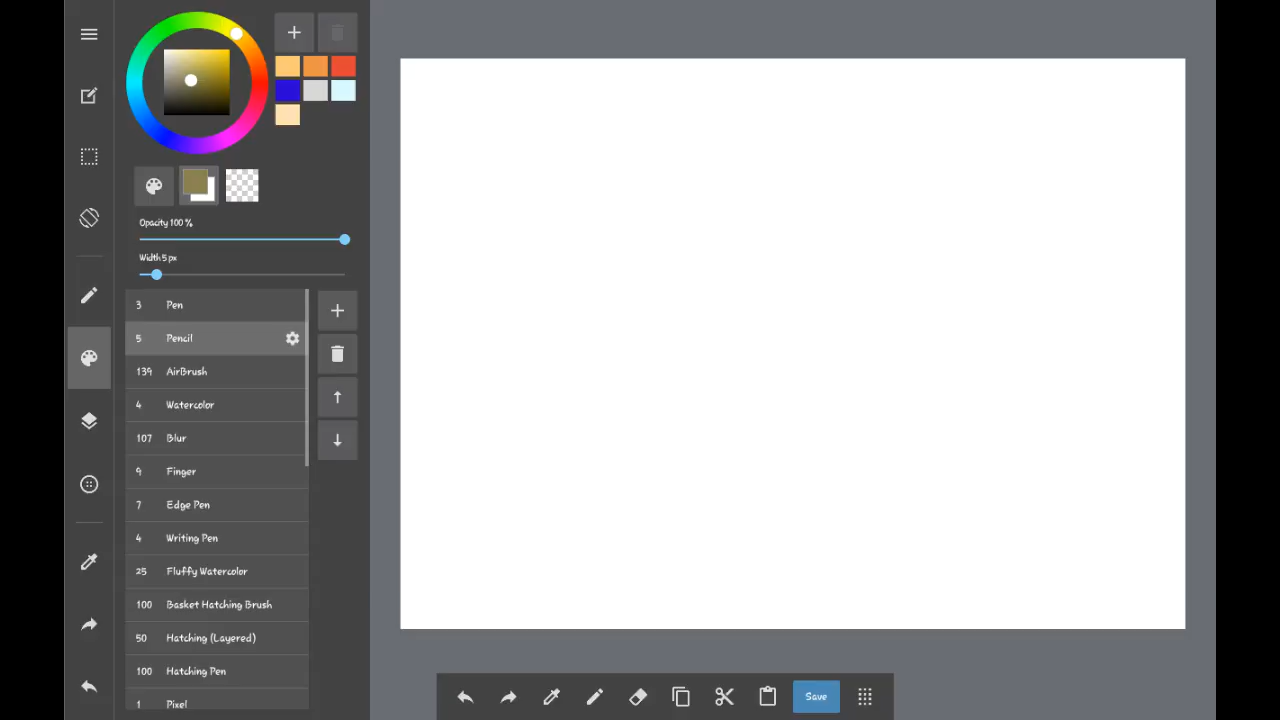 Opacity 100 %
Width 5 px
3 Pen
5 Pencil
139 AirBrush
4 Watercolor
107 Blur
9 Finger
7 Edge Pen
4 Writing Pen
25 Fluffy Watercolor
100 Basket Hatching Brush
50 Hatching (Layered)
100 Hatching Pen
1 Pixel
Save